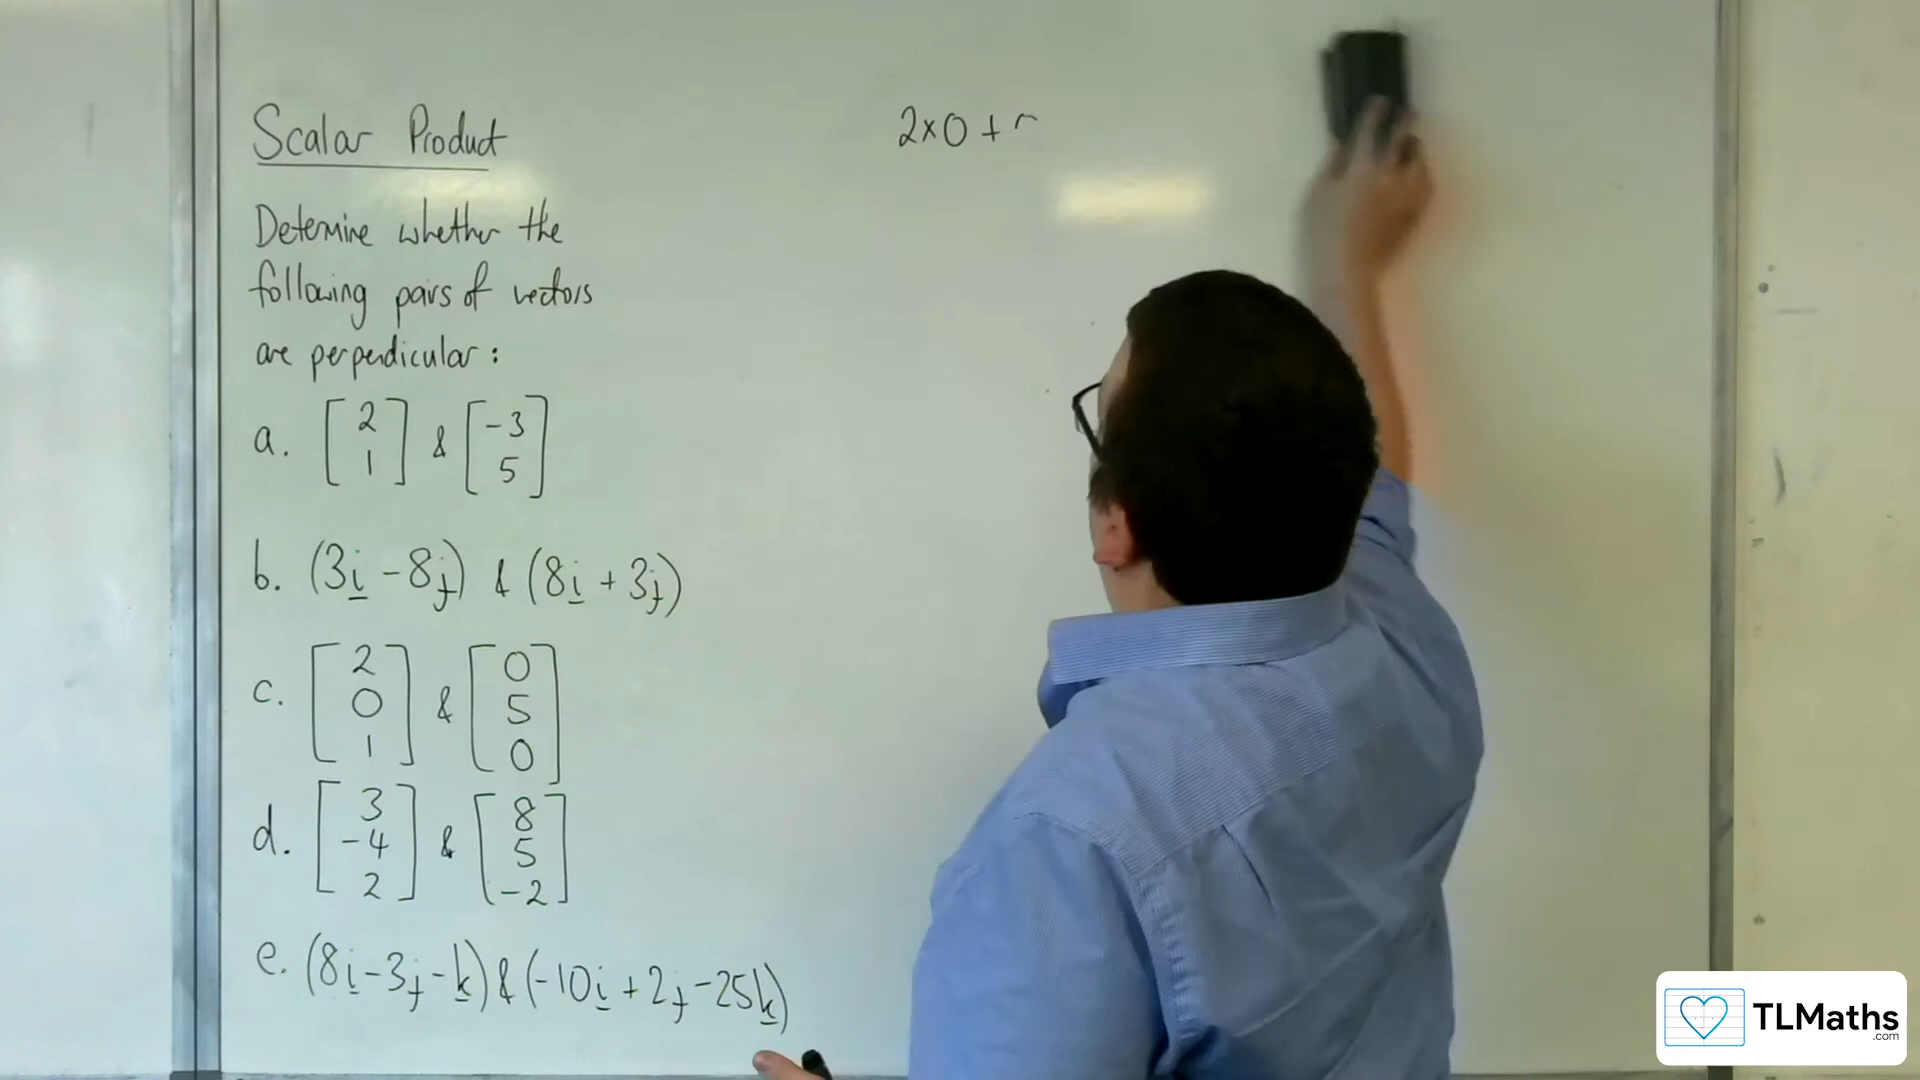 Scalar Product
Determine whether the
following pairs of vectors
are perpendicular:
a. [2 1] & [-3 5]
b. (3i - 8j) & (8i + 3j)
c. [2 0 1] & [0 5 0]
d. [3 -4 2] & [8 5 -2]
e. (8i - 3j - k) & (-10i + 2j - 25k)
2×0 +
TLMaths
.com